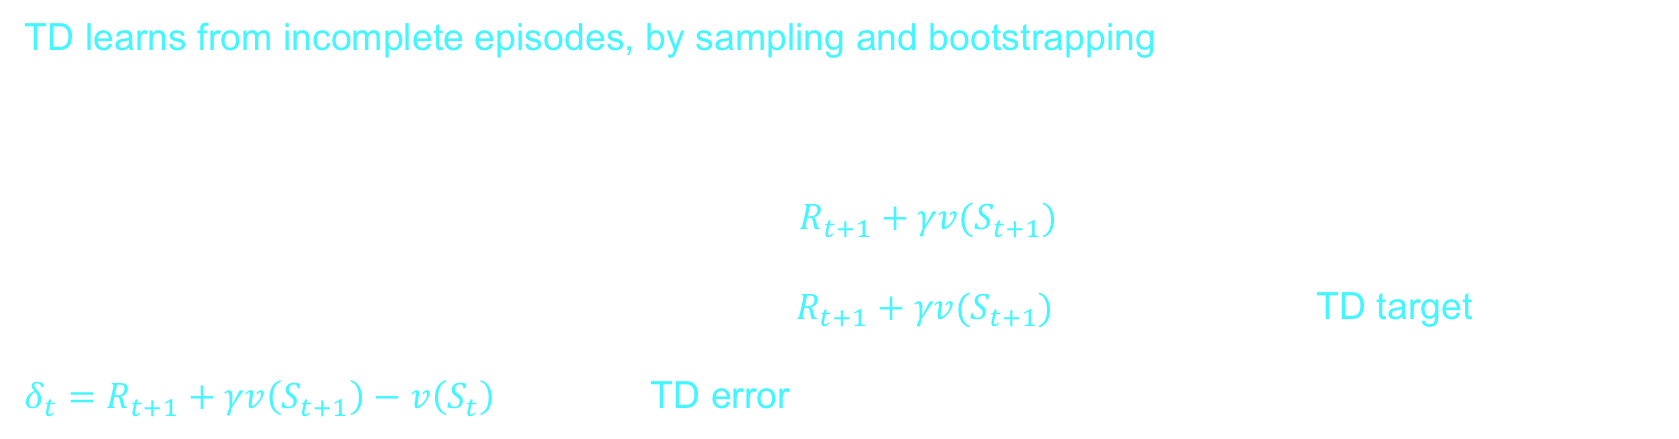 TD learns from incomplete episodes, by sampling and bootstrapping
R_{t+1} + γv(S_{t+1})
R_{t+1} + γv(S_{t+1}) TD target
δ_t = R_{t+1} + γv(S_{t+1}) − v(S_t) TD error